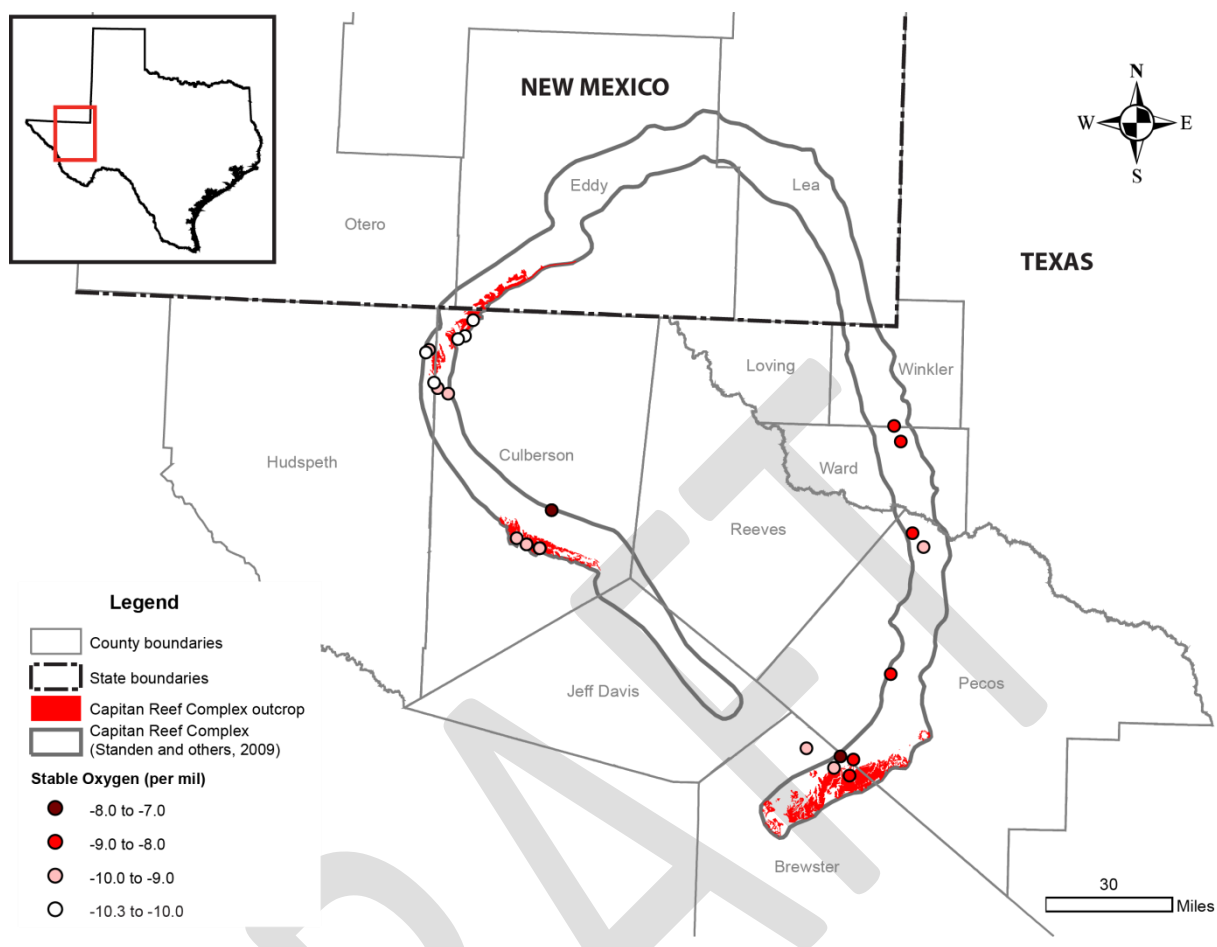 NEW MEXICO
N
W E
S
Eddy
Lea
Otero
TEXAS
Loving
Winkler
Culberson
Hudspeth
Ward
Reeves
Legend
County boundaries
State boundaries
Jeff Davis
Pecos
Capitan Reef Complex outcrop
Capitan Reef Complex
(Standen and others, 2009)
Stable Oxygen (per mil)
-8.0 to -7.0
-9.0 to -8.0
-10.0 to -9.0
-10.3 to -10.0
Brewster
30
Miles
DRAFT